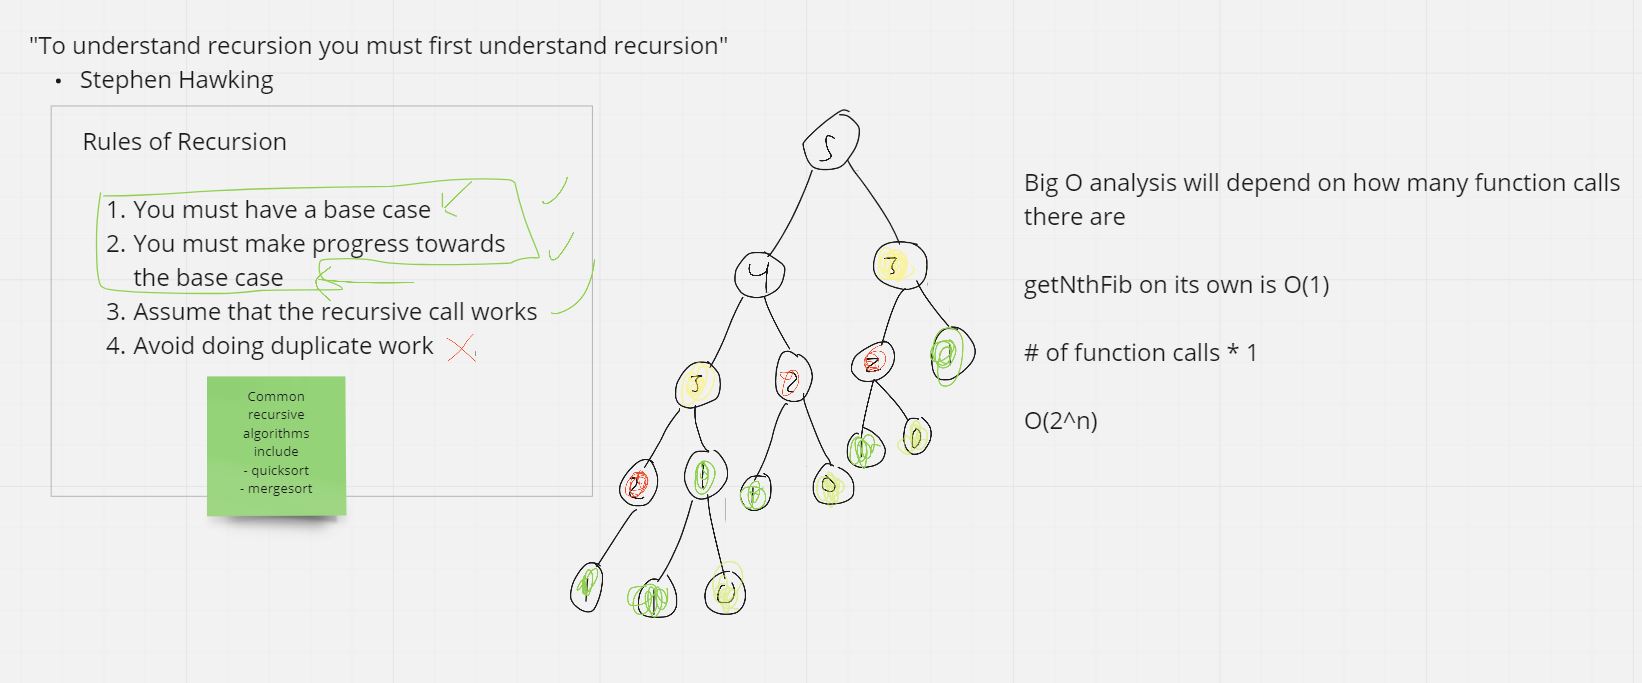 "To understand recursion you must first understand recursion"
• Stephen Hawking
Rules of Recursion
1. You must have a base case
2. You must make progress towards
the base case
3. Assume that the recursive call works
4. Avoid doing duplicate work
Common
recursive
algorithms
include
- quicksort
- mergesort
5
4 3
3 2 2 1
2 1 1 0 1 0
1 1 0
Big O analysis will depend on how many function calls
there are
getNthFib on its own is O(1)
# of function calls * 1
O(2^n)